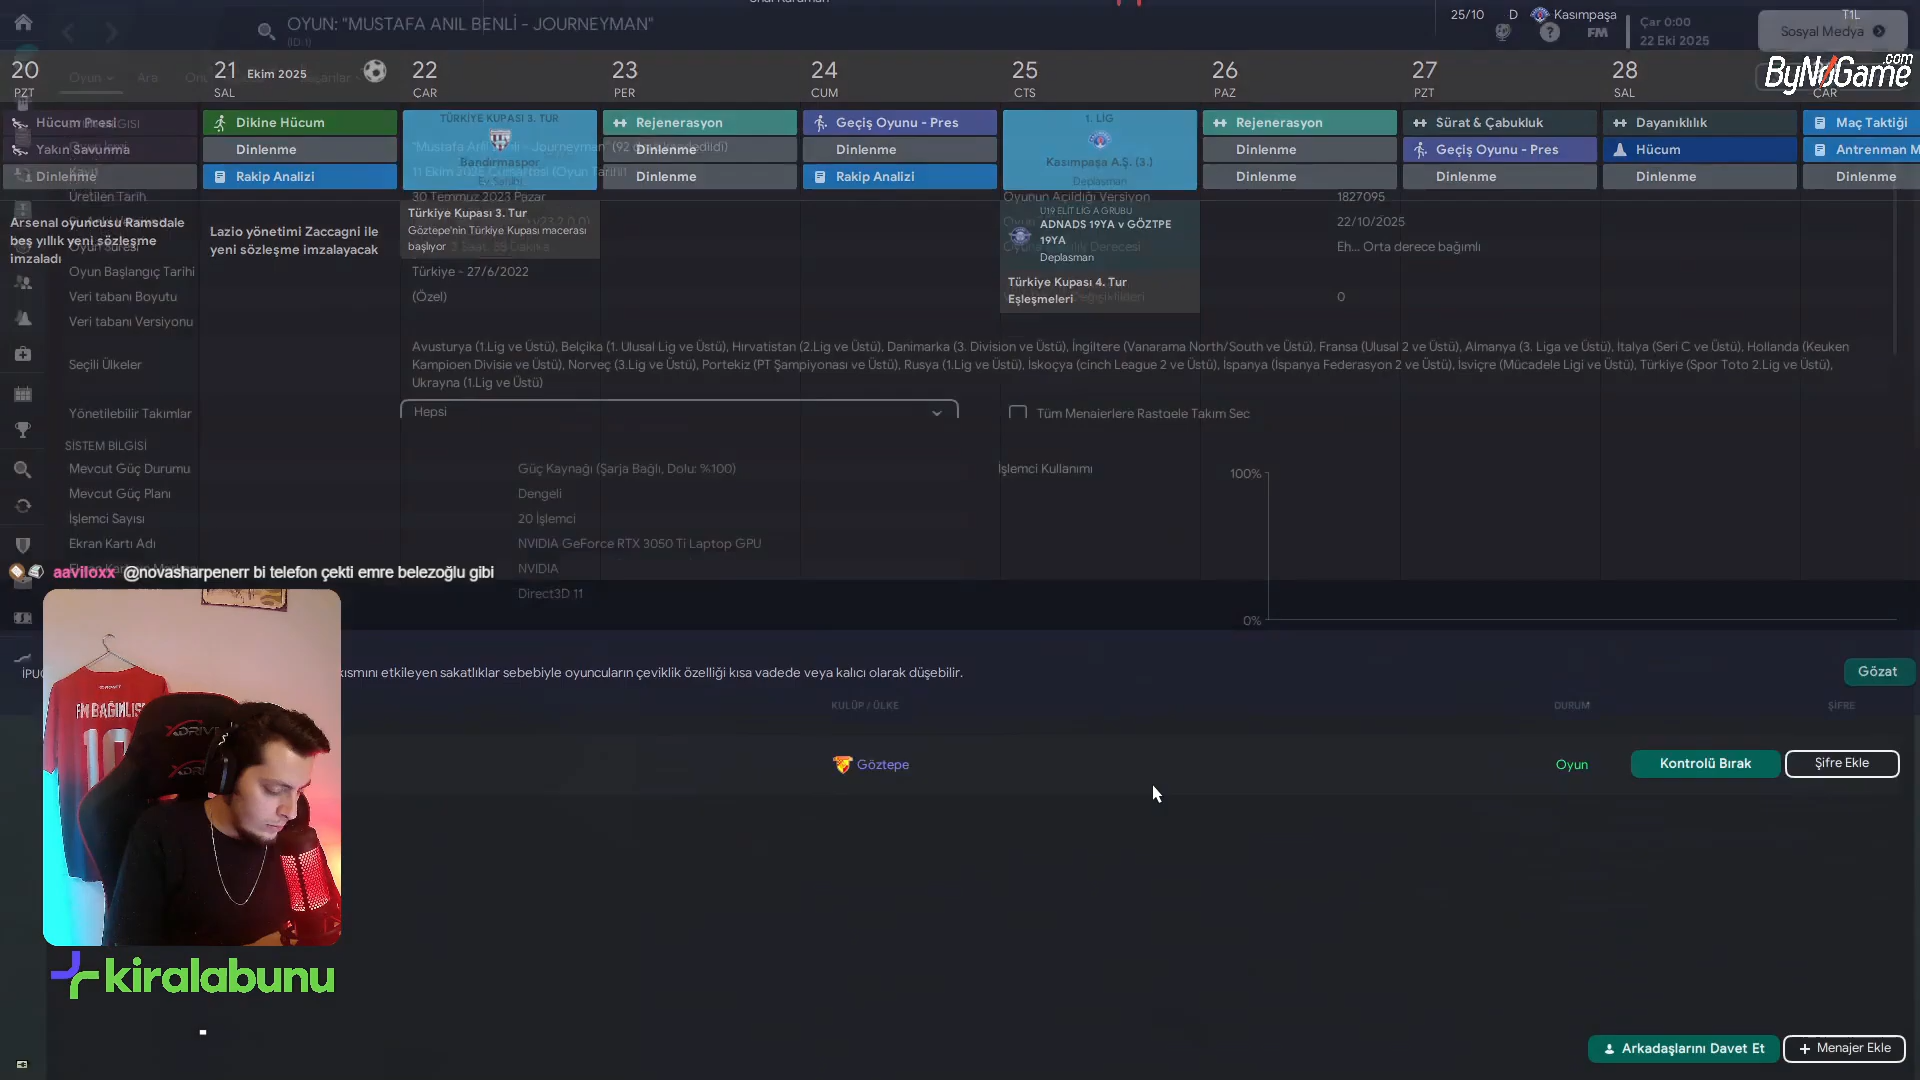 OYUN: "MUSTAFA ANIL BENLİ - JOURNEYMAN"
25/10 D Kasımpaşa
Çar 0:00
22 Eki 2025
FM
T1L
Sosyal Medya
ByNoGame.com
20 PZT
21 Ekim 2025 SAL
22 ÇAR
23 PER
24 CUM
25 CTS
26 PAZ
27 PZT
28 SAL
ÇAR
Oyun Ara
Hücum Presi
Yakın Savunma
Dinlenme
Dikine Hücum
Dinlenme
Rakip Analizi
TÜRKİYE KUPASI 3. TUR
Bandırmaspor
Ev Sahibi
Rejenerasyon
Dinlenme
Dinlenme
Geçiş Oyunu - Pres
Dinlenme
Rakip Analizi
1. LİG
Kasımpaşa A.Ş. (3.)
Deplasman
Rejenerasyon
Dinlenme
Dinlenme
Sürat & Çabukluk
Geçiş Oyunu - Pres
Dinlenme
Dayanıklılık
Hücum
Dinlenme
Maç Taktiği
Antrenman M
Dinlenme
Arsenal oyuncusu Ramsdale
beş yıllık yeni sözleşme
imzaladı
Lazio yönetimi Zaccagni ile
yeni sözleşme imzalayacak
Türkiye Kupası 3. Tur
Göztepe'nin Türkiye Kupası macerası
başlıyor
U19 ELİT LİG A GRUBU
ADNADS 19YA v GÖZTPE
19YA
Deplasman
Türkiye Kupası 4. Tur
Eşleşmeleri
Üretilen Tarih 30 Temmuz 2023 Pazar
Oyunun Açıldığı Versiyon 1827095
22/10/2025
Oyun Süresi
Eh... Orta derece bağımlı
Oyun Başlangıç Tarihi Türkiye - 27/6/2022
Veri tabanı Boyutu (Özel)
0
Veri tabanı Versiyonu
Seçili Ülkeler
Avusturya (1.Lig ve Üstü), Belçika (1. Ulusal Lig ve Üstü), Hırvatistan (2.Lig ve Üstü), Danimarka (3. Division ve Üstü), İngiltere (Vanarama North/South ve Üstü), Fransa (Ulusal 2 ve Üstü), Almanya (3. Liga ve Üstü), İtalya (Seri C ve Üstü), Hollanda (Keuken
Kampioen Divisie ve Üstü), Norveç (3.Lig ve Üstü), Portekiz (PT Şampiyonası ve Üstü), Rusya (1.Lig ve Üstü), İskoçya (cinch League 2 ve Üstü), İspanya (İspanya Federasyon 2 ve Üstü), İsviçre (Mücadele Ligi ve Üstü), Türkiye (Spor Toto 2.Lig ve Üstü),
Ukrayna (1.Lig ve Üstü)
Yönetilebilir Takımlar Hepsi
Tüm Menajerlere Rastgele Takım Seç
SİSTEM BİLGİSİ
Mevcut Güç Durumu Güç Kaynağı (Şarja Bağlı, Dolu: %100)
İşlemci Kullanımı
100%
Mevcut Güç Planı Dengeli
İşlemci Sayısı 20 İşlemci
Ekran Kartı Adı NVIDIA GeForce RTX 3050 Ti Laptop GPU
NVIDIA
Direct3D 11
0%
aaviloxx @novasharpenerr bi telefon çekti emre belezoğlu gibi
İPU
kısmını etkileyen sakatlıklar sebebiyle oyuncuların çeviklik özelliği kısa vadede veya kalıcı olarak düşebilir.
Gözat
KULÜP / ÜLKE
DURUM
ŞİFRE
Göztepe
Oyun
Kontrolü Bırak
Şifre Ekle
FM BAĞIMLISI
10
XDRIVE
kiralabunu
Arkadaşlarını Davet Et
+ Menajer Ekle